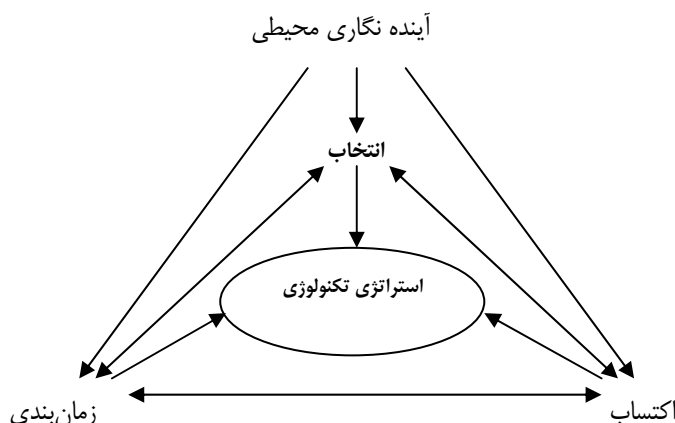 آینده نگاری محیطی
انتخاب
استراتژی تکنولوژی
اکتساب
زمان‌بندی